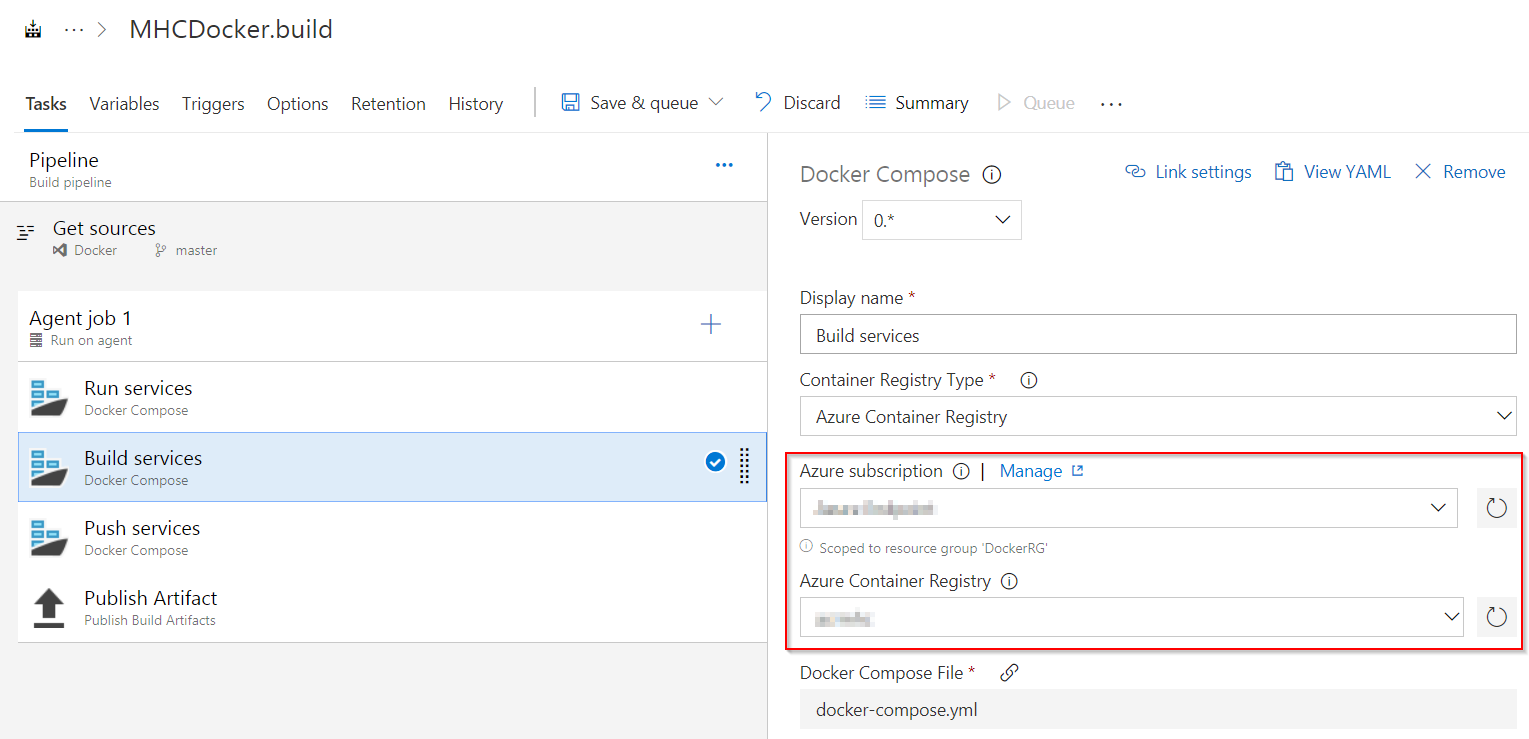 ··· > MHCDocker.build
Tasks Variables Triggers Options Retention History Save & queue Discard Summary Queue ···
Pipeline
Build pipeline
Get sources
Docker master
Agent job 1
Run on agent
Run services
Docker Compose
Build services
Docker Compose
Push services
Docker Compose
Publish Artifact
Publish Build Artifacts
Docker Compose
Link settings View YAML Remove
Version 0.*
Display name *
Build services
Container Registry Type *
Azure Container Registry
Azure subscription | Manage
Scoped to resource group 'DockerRG'
Azure Container Registry
Docker Compose File *
docker-compose.yml